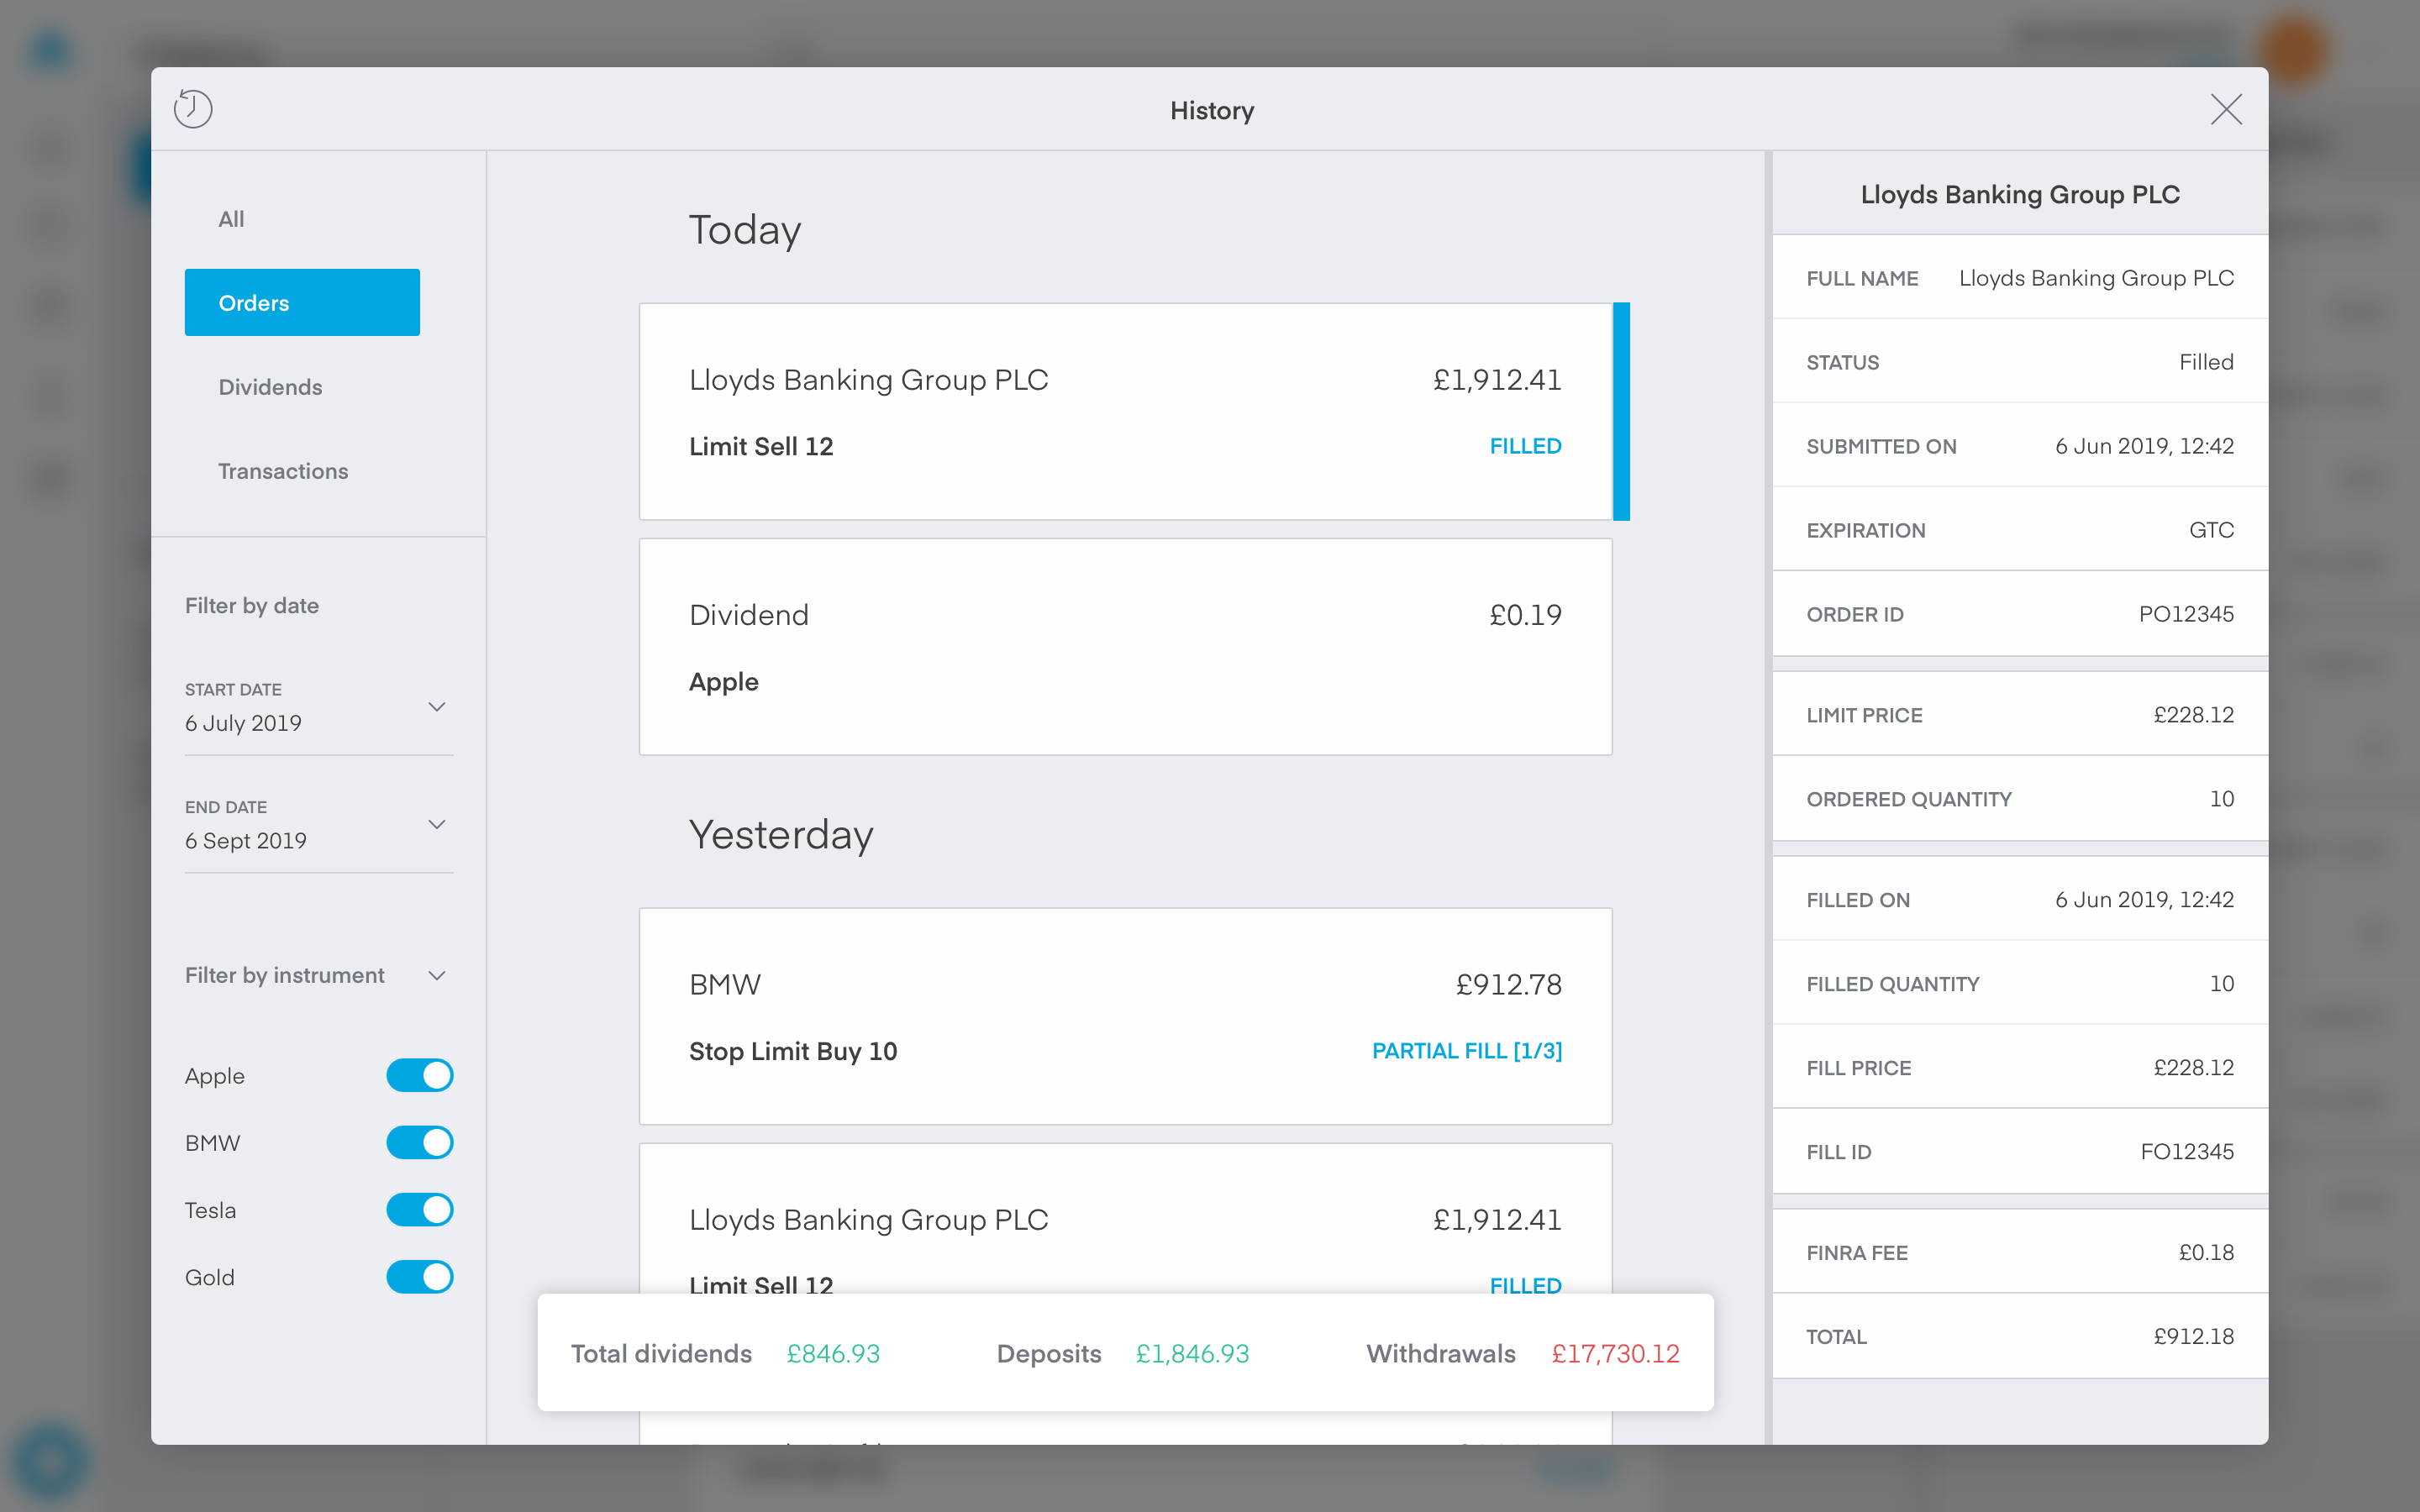 History
All
Orders
Dividends
Transactions
Filter by date
START DATE
6 July 2019
END DATE
6 Sept 2019
Filter by instrument
Apple
BMW
Tesla
Gold
Today
Lloyds Banking Group PLC £1,912.41
Limit Sell 12 FILLED
Dividend £0.19
Apple
Yesterday
BMW £912.78
Stop Limit Buy 10 PARTIAL FILL [1/3]
Lloyds Banking Group PLC £1,912.41
Limit Sell 12 FILLED
Total dividends £846.93 Deposits £1,846.93 Withdrawals £17,730.12
Lloyds Banking Group PLC
FULL NAME Lloyds Banking Group PLC
STATUS Filled
SUBMITTED ON 6 Jun 2019, 12:42
EXPIRATION GTC
ORDER ID PO12345
LIMIT PRICE £228.12
ORDERED QUANTITY 10
FILLED ON 6 Jun 2019, 12:42
FILLED QUANTITY 10
FILL PRICE £228.12
FILL ID FO12345
FINRA FEE £0.18
TOTAL £912.18